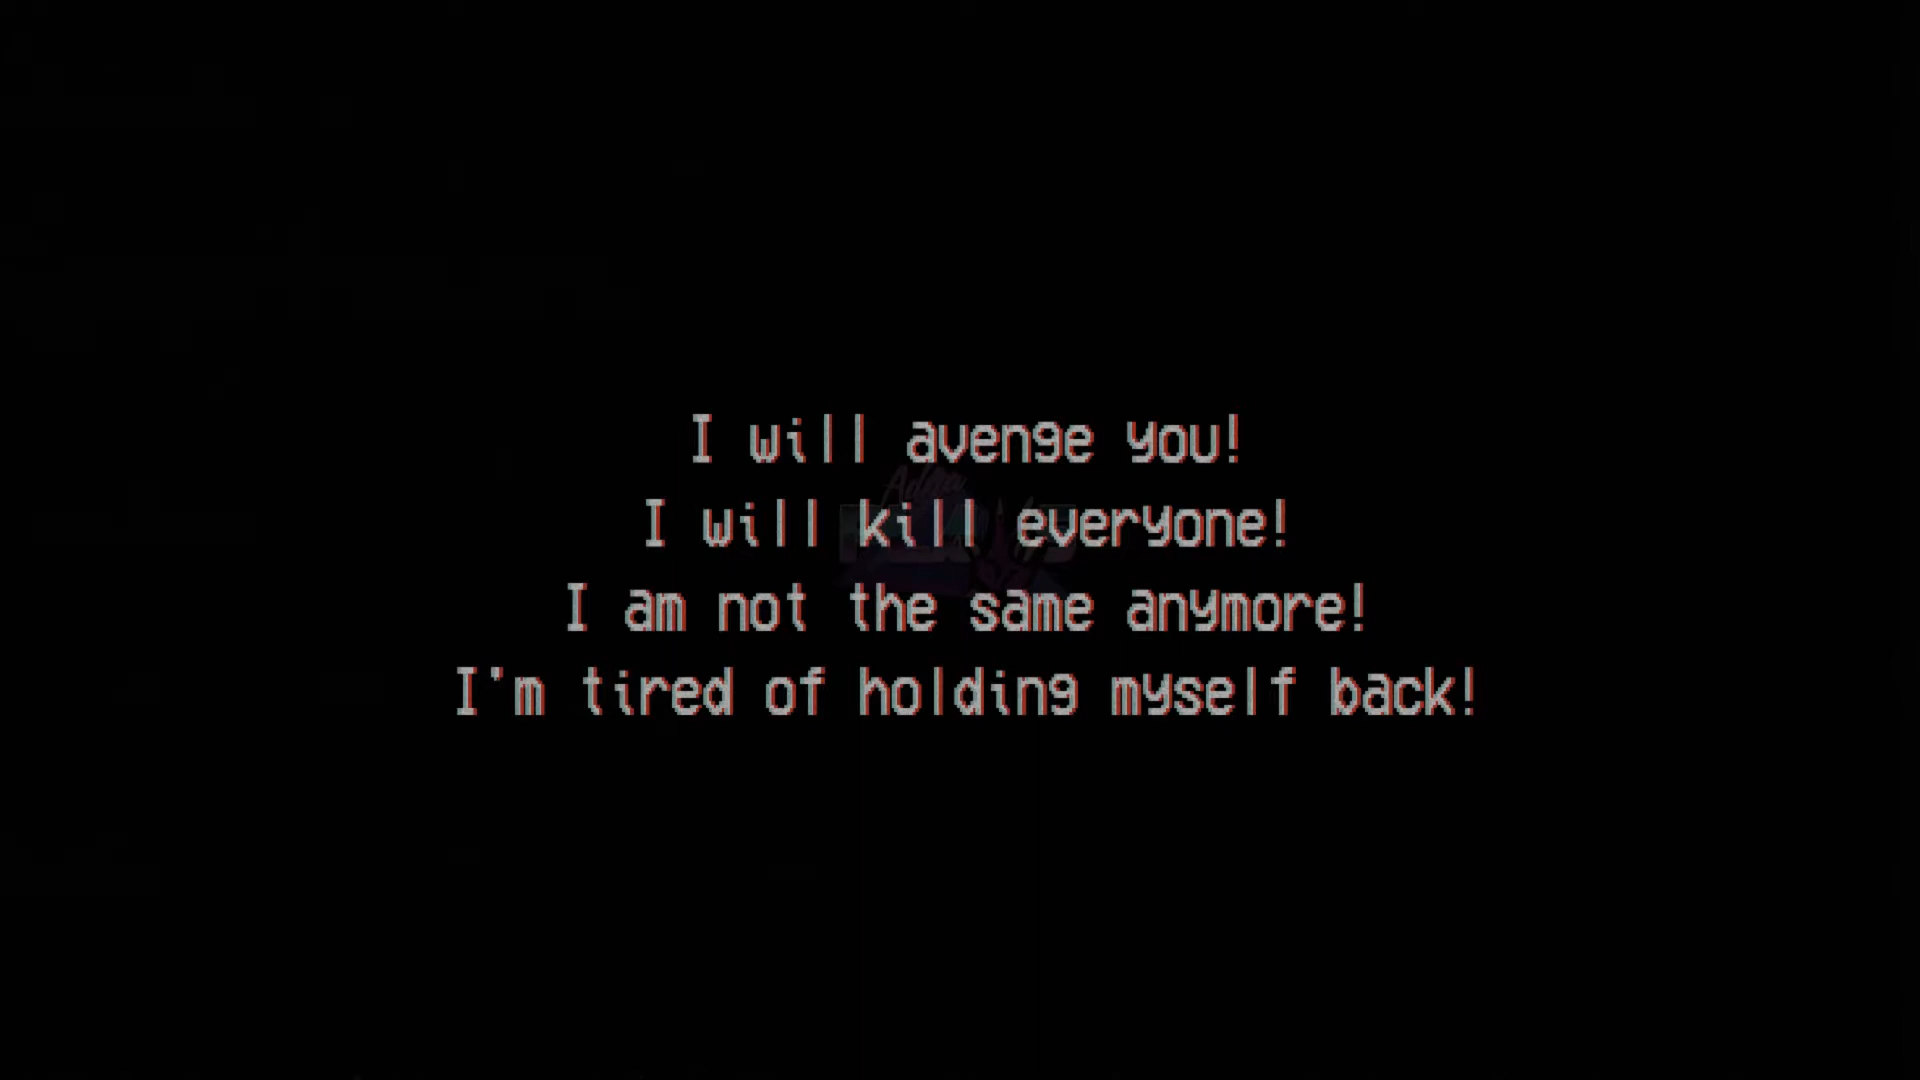 I will avenge you!
I will kill everyone!
I am not the same anymore!
I'm tired of holding myself back!